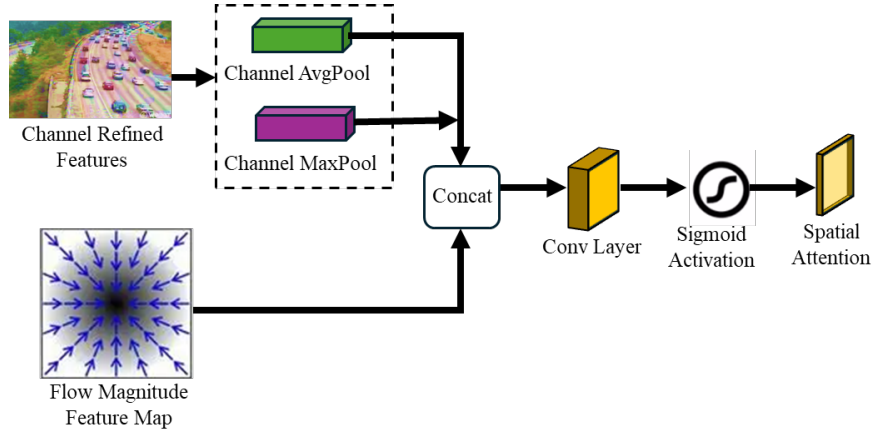 Channel AvgPool
Channel Refined
Features
Channel MaxPool
Concat
Conv Layer
Sigmoid
Activation
Spatial
Attention
Flow Magnitude
Feature Map